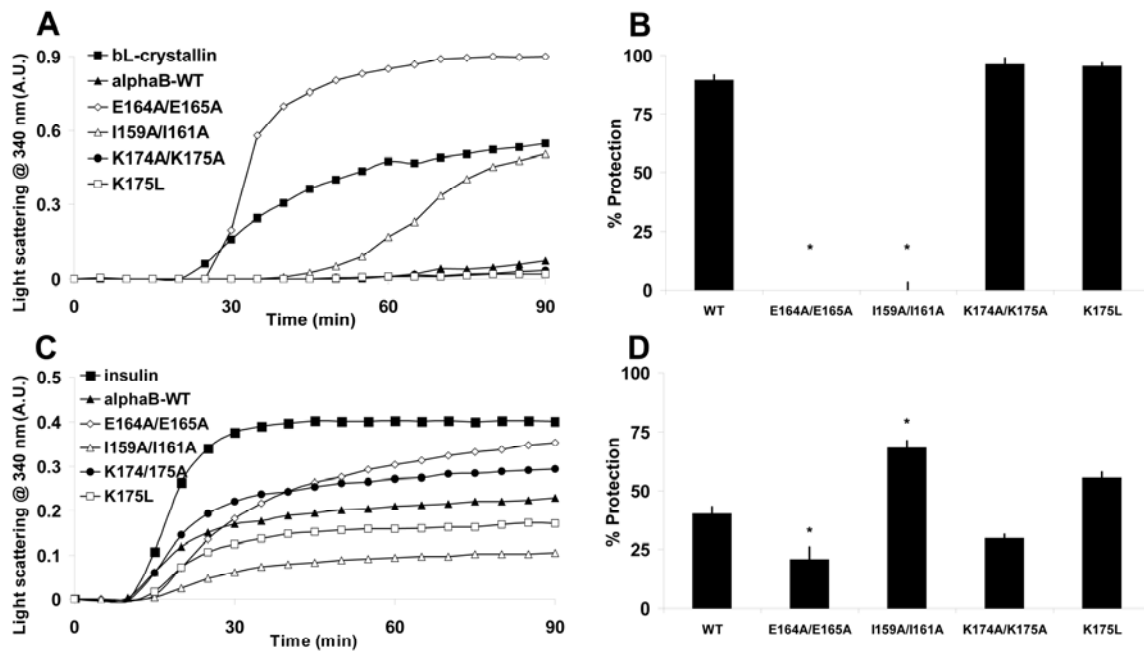 A
bL-crystallin
alphaB-WT
E164A/E165A
I159A/I161A
K174A/K175A
K175L
Light scattering @ 340 nm (A.U.)
0.9
0.6
0.3
0
0 30 60 90
Time (min)
B
% Protection
100
75
50
25
0
* *
WT E164A/E165A I159A/I161A K174A/K175A K175L
C
insulin
alphaB-WT
E164A/E165A
I159A/I161A
K174/175A
K175L
Light scattering @ 340 nm (A.U.)
0.5
0.4
0.3
0.2
0.1
0
0 30 60 90
Time (min)
D
% Protection
100
75
50
25
0
* *
WT E164A/E165A I159A/I161A K174A/K175A K175L